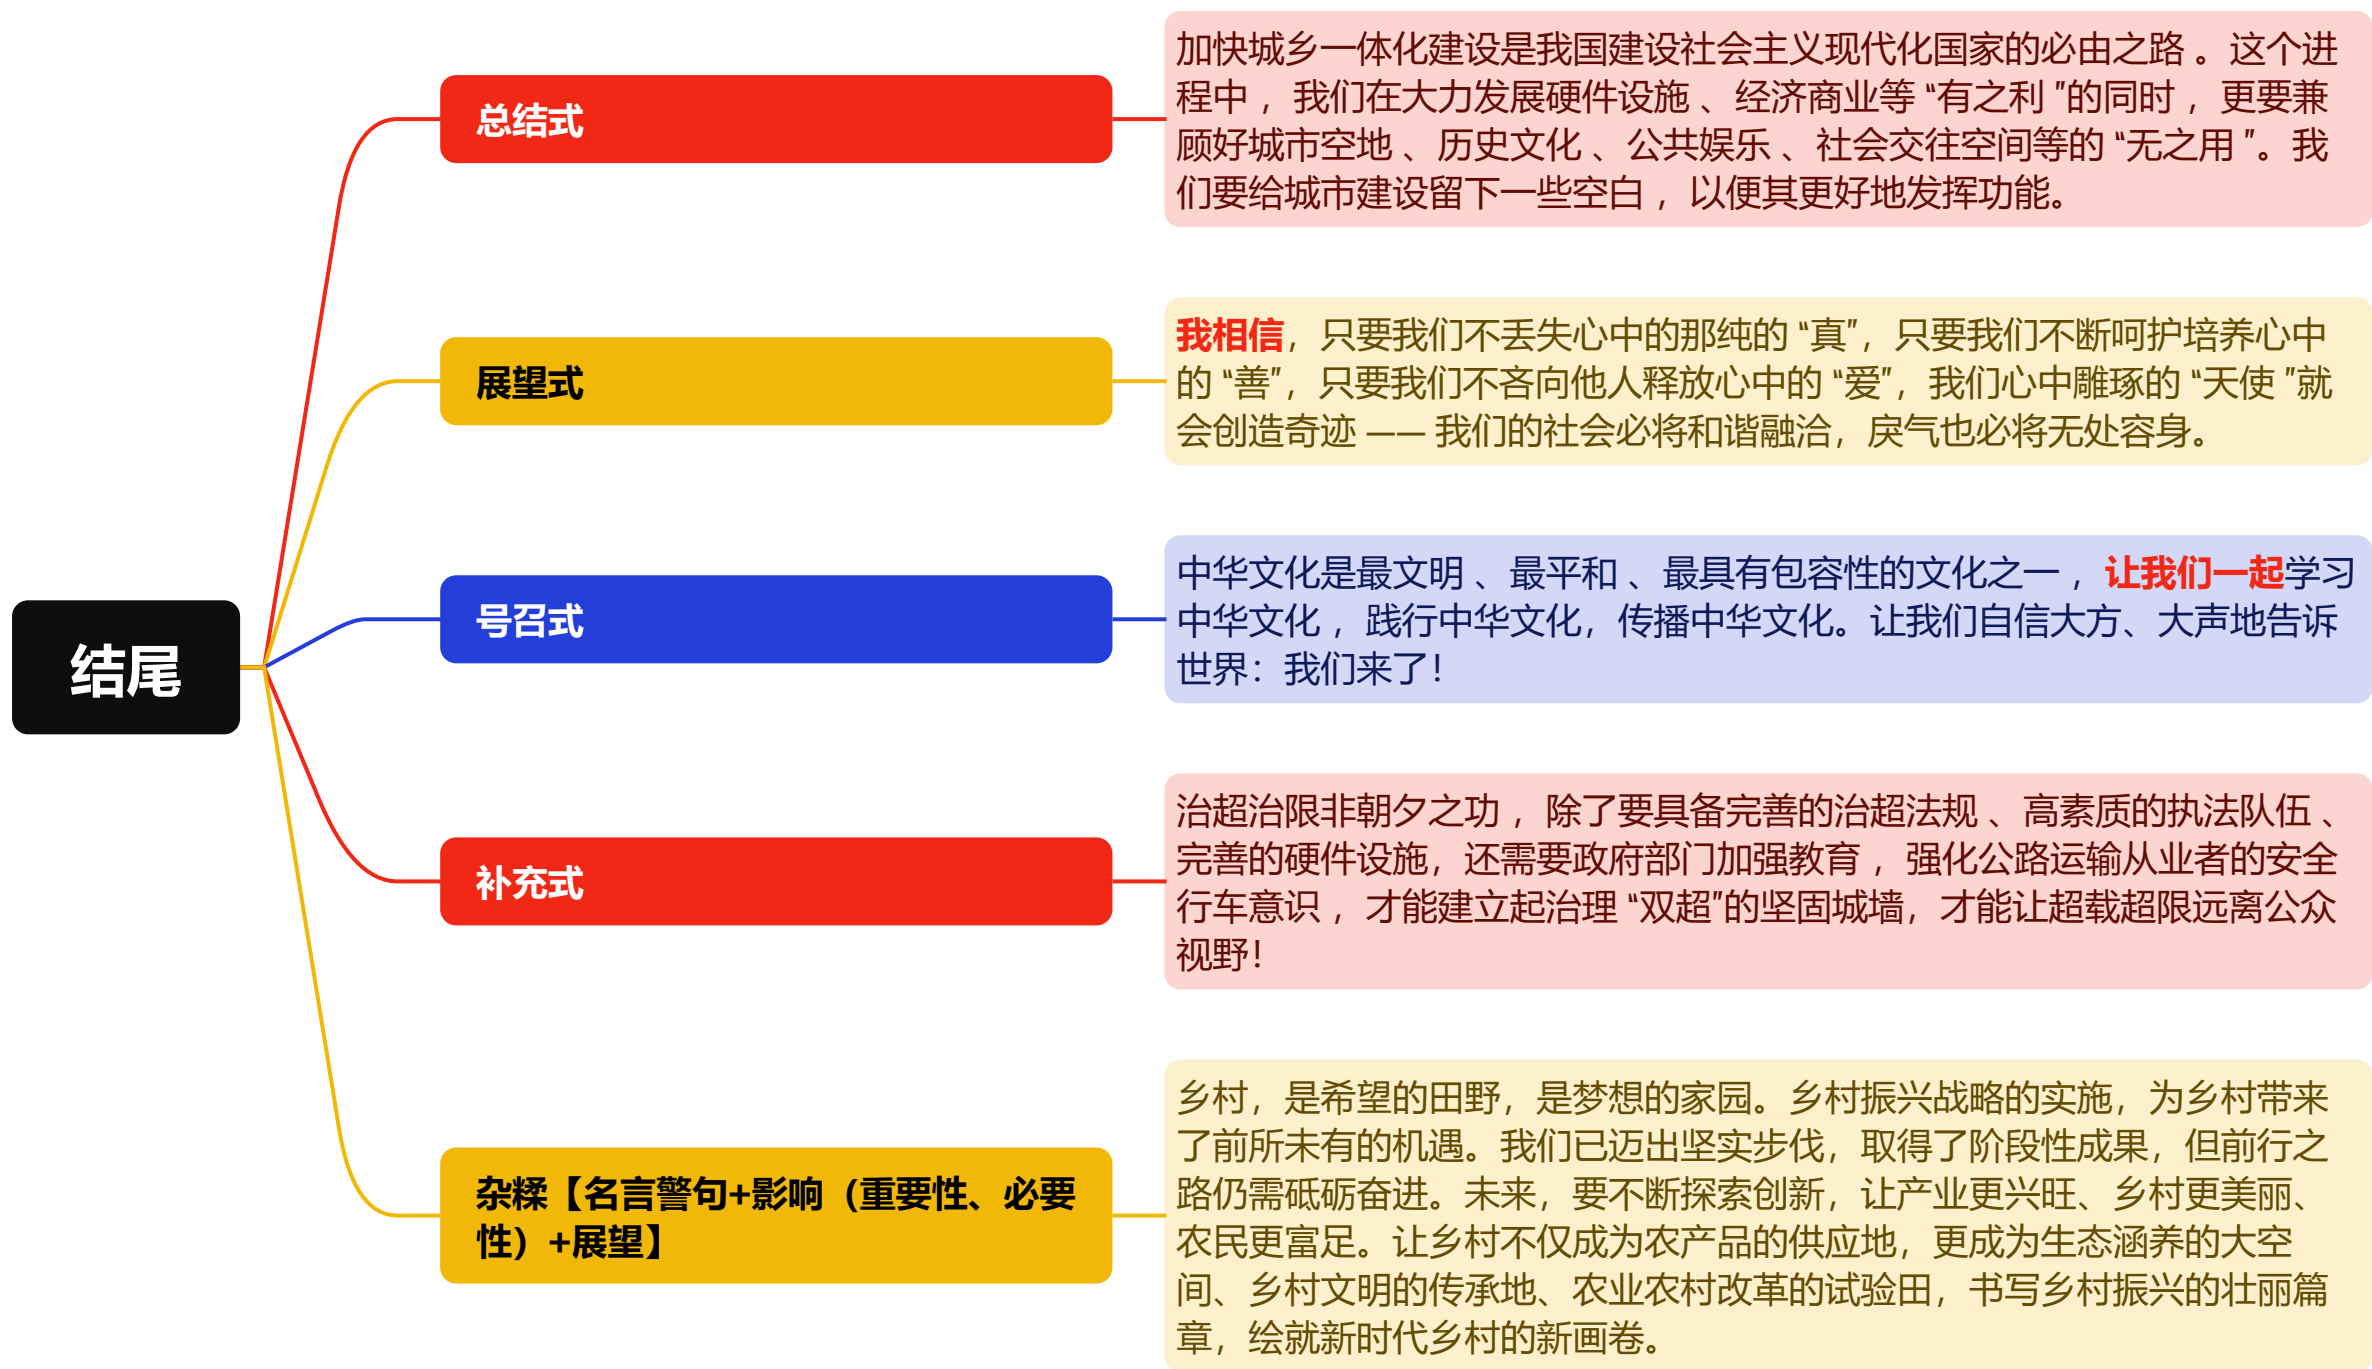 结尾
总结式
加快城乡一体化建设是我国建设社会主义现代化国家的必由之路。这个进
程中，我们在大力发展硬件设施、经济商业等“有之利”的同时，更要兼
顾好城市空地、历史文化、公共娱乐、社会交往空间等的“无之用”。我
们要给城市建设留下一些空白，以便其更好地发挥功能。
展望式
我相信，只要我们不丢失心中的那纯的“真”，只要我们不断呵护培养心中
的“善”，只要我们不吝向他人释放心中的“爱”，我们心中雕琢的“天使”就
会创造奇迹 —— 我们的社会必将和谐融洽，戾气也必将无处容身。
号召式
中华文化是最文明、最平和、最具有包容性的文化之一，让我们一起学习
中华文化，践行中华文化，传播中华文化。让我们自信大方、大声地告诉
世界：我们来了！
补充式
治超治限非朝夕之功，除了要具备完善的治超法规、高素质的执法队伍、
完善的硬件设施，还需要政府部门加强教育，强化公路运输从业者的安全
行车意识，才能建立起治理“双超”的坚固城墙，才能让超载超限远离公众
视野！
杂糅【名言警句+影响（重要性、必要
性）+展望】
乡村，是希望的田野，是梦想的家园。乡村振兴战略的实施，为乡村带来
了前所未有的机遇。我们已迈出坚实步伐，取得了阶段性成果，但前行之
路仍需砥砺奋进。未来，要不断探索创新，让产业更兴旺、乡村更美丽、
农民更富足。让乡村不仅成为农产品的供应地，更成为生态涵养的大空
间、乡村文明的传承地、农业农村改革的试验田，书写乡村振兴的壮丽篇
章，绘就新时代乡村的新画卷。